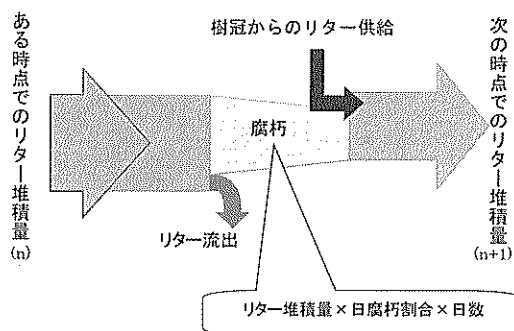 樹冠からのリター供給
ある時点でのリター堆積量
(n)
腐朽
リター流出
次の時点でのリター堆積量
(n+1)
リター堆積量×日腐朽割合×日数